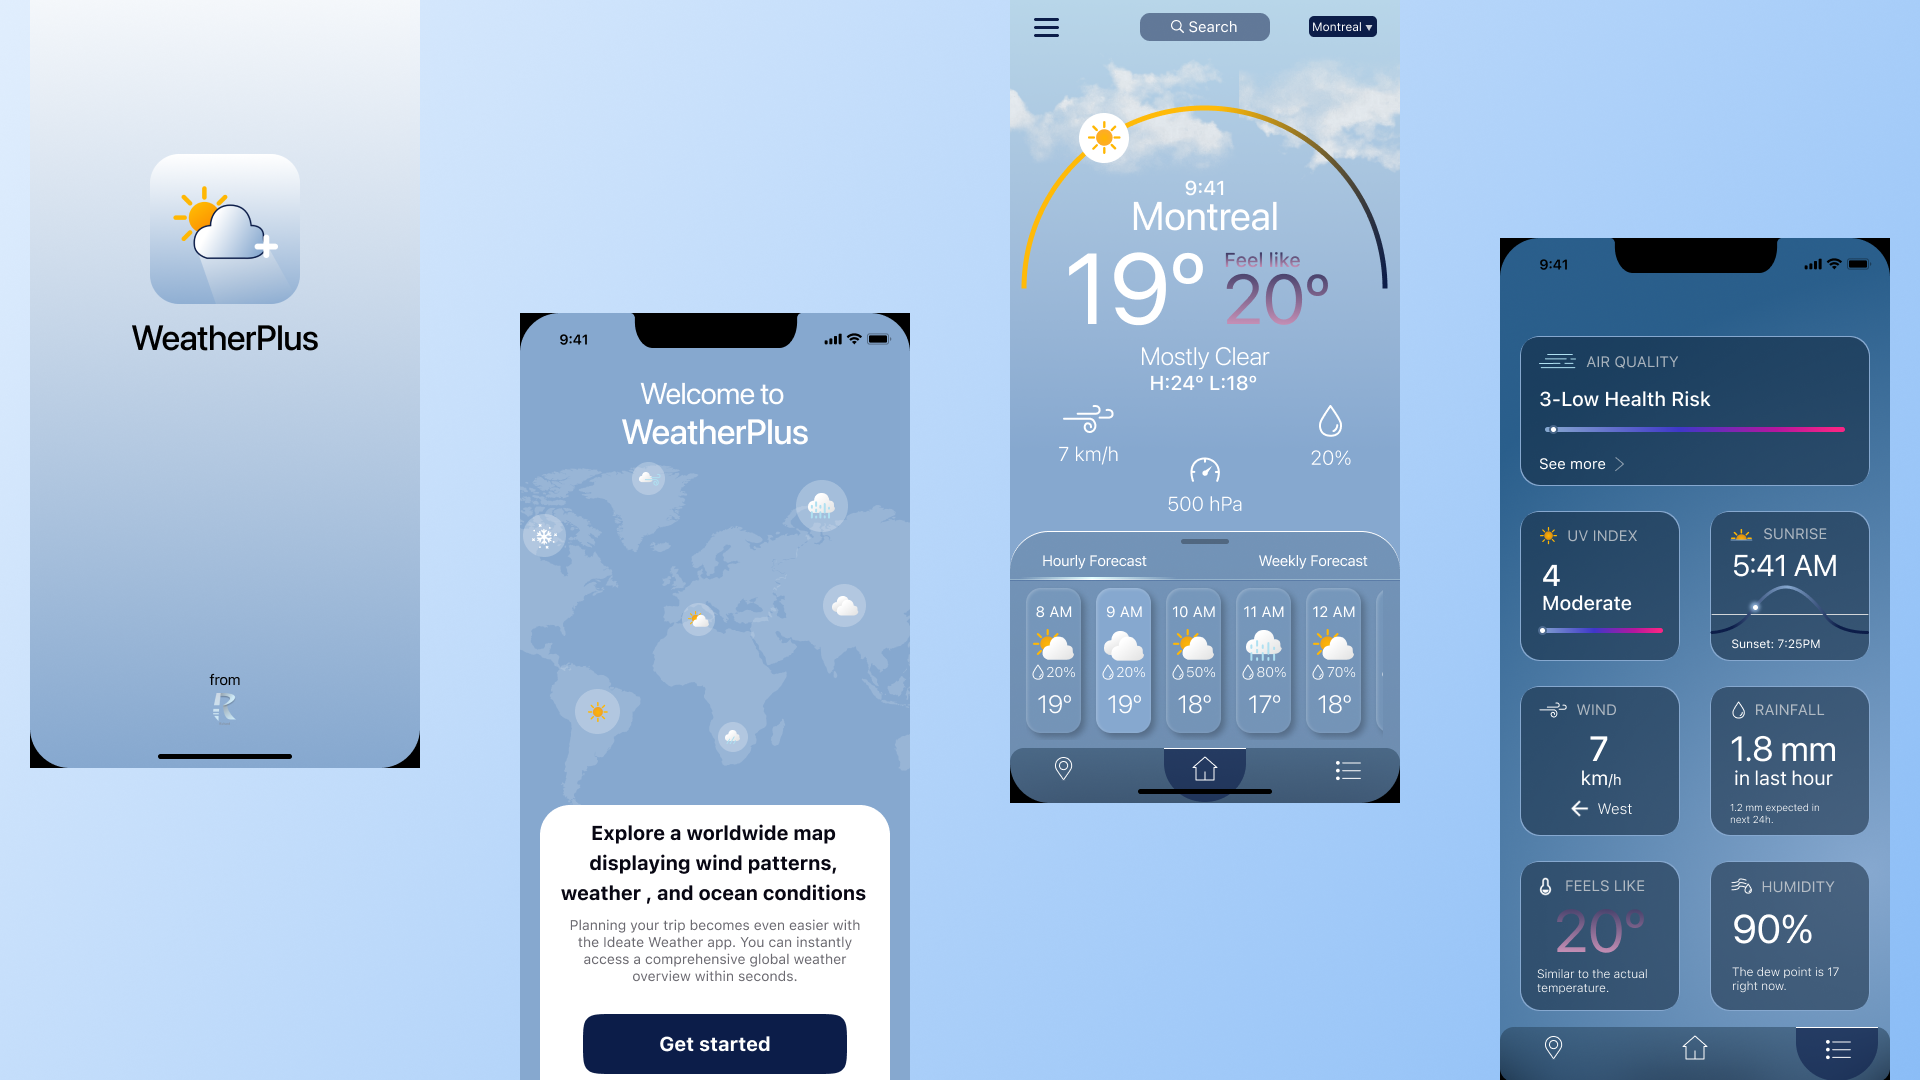 WeatherPlus
from
9:41
Welcome to
WeatherPlus
Explore a worldwide map
displaying wind patterns,
weather , and ocean conditions
Planning your trip becomes even easier with
the Ideate Weather app. You can instantly
access a comprehensive global weather
overview within seconds.
Get started
Search
Montreal ▾
9:41
Montreal
19°
Feel like
20°
Mostly Clear
H:24° L:18°
7 km/h
20%
500 hPa
Hourly Forecast
Weekly Forecast
8 AM 9 AM 10 AM 11 AM 12 AM
20% 20% 50% 80% 70%
19° 19° 18° 17° 18°
9:41
AIR QUALITY
3-Low Health Risk
See more
UV INDEX
4
Moderate
SUNRISE
5:41 AM
Sunset: 7:25PM
WIND
7
km/h
West
RAINFALL
1.8 mm
in last hour
1.2 mm expected in
next 24h.
FEELS LIKE
20°
Similar to the actual
temperature.
HUMIDITY
90%
The dew point is 17
right now.